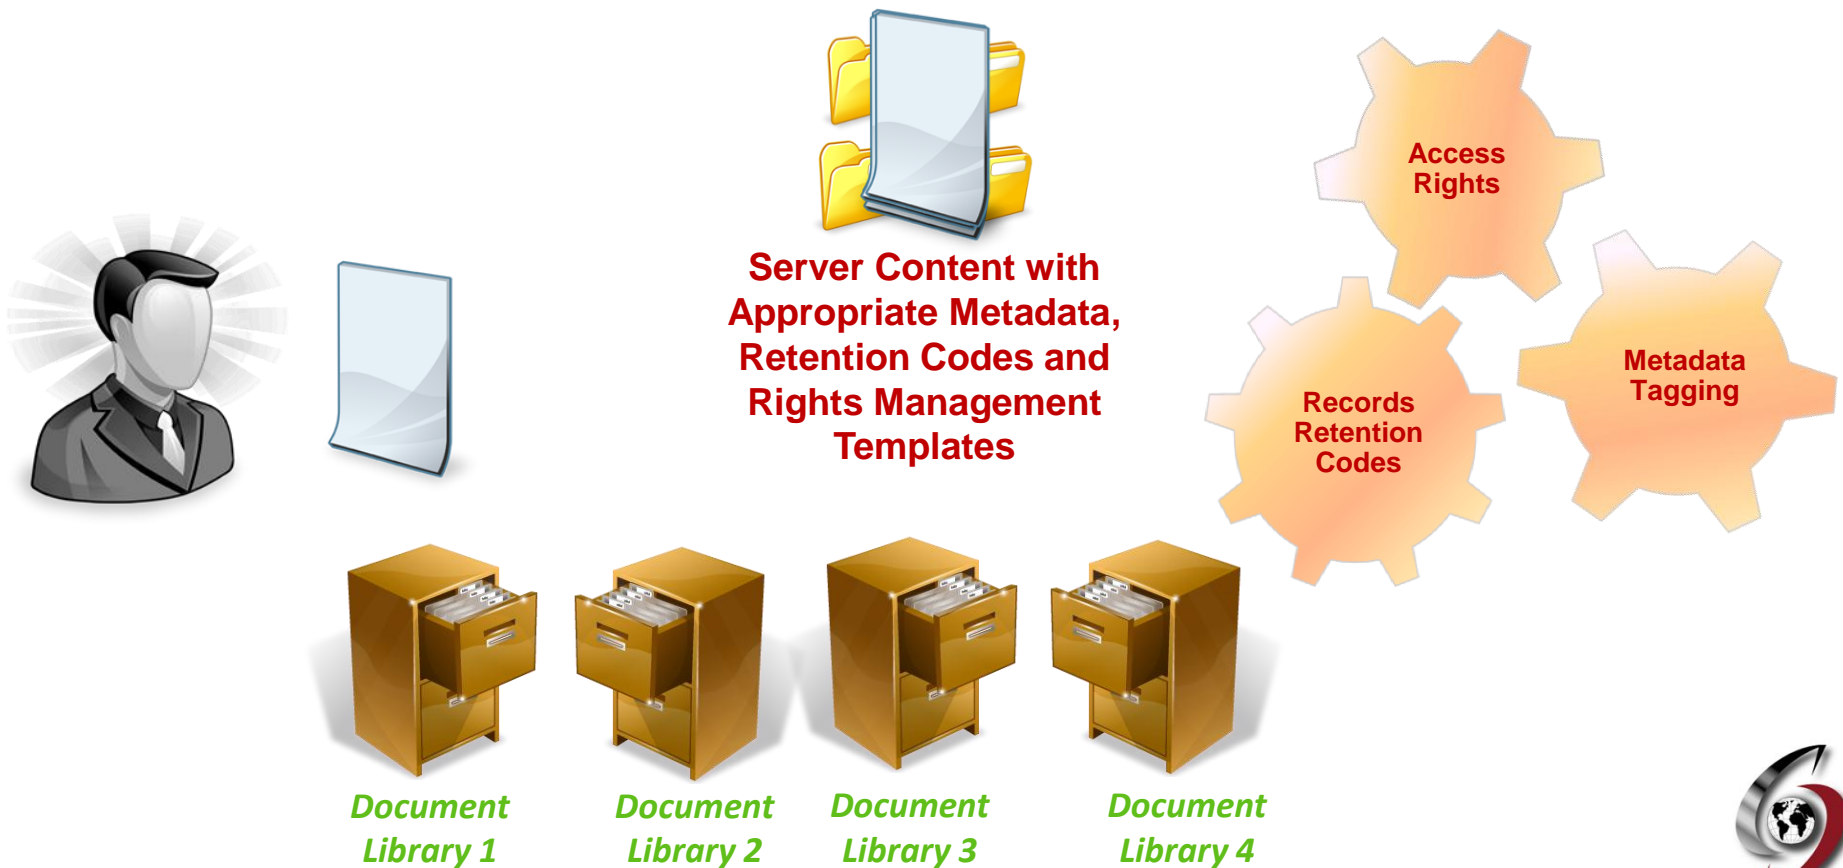 Server Content with
Appropriate Metadata,
Retention Codes and
Rights Management
Templates
Access
Rights
Metadata
Tagging
Records
Retention
Codes
Document
Library 1
Document
Library 2
Document
Library 3
Document
Library 4